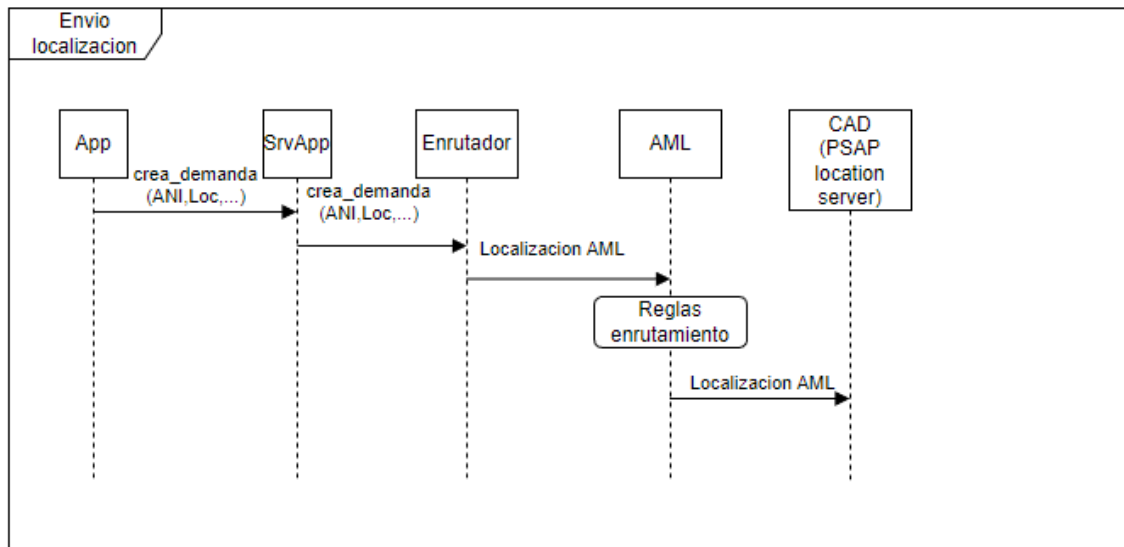 Envio
localizacion
App
SrvApp
Enrutador
AML
CAD
(PSAP
location
server)
crea_demanda
(ANI,Loc,...)
crea_demanda
(ANI,Loc,...)
Localizacion AML
Reglas
enrutamiento
Localizacion AML